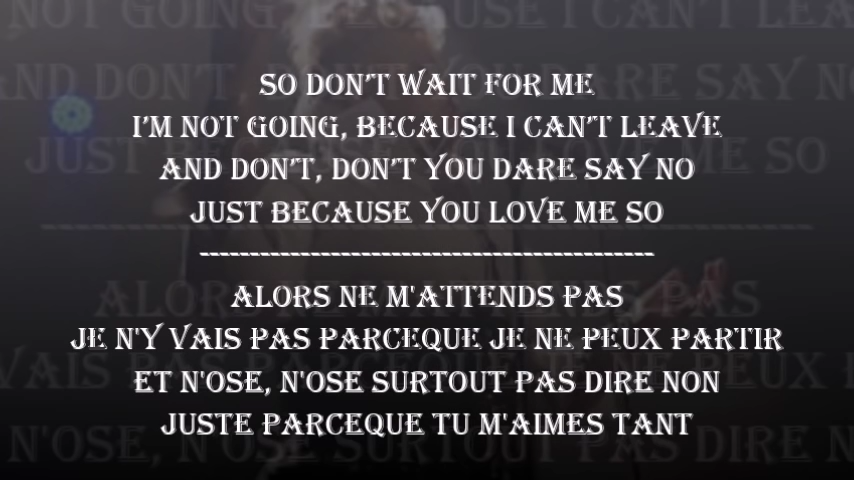 SO DON'T WAIT FOR ME
I'M NOT GOING, BECAUSE I CAN'T LEAVE
AND DON'T, DON'T YOU DARE SAY NO
JUST BECAUSE YOU LOVE ME SO
---------------------------------------------
ALORS NE M'ATTENDS PAS
JE N'Y VAIS PAS PARCEQUE JE NE PEUX PARTIR
ET N'OSE, N'OSE SURTOUT PAS DIRE NON
JUSTE PARCEQUE TU M'AIMES TANT